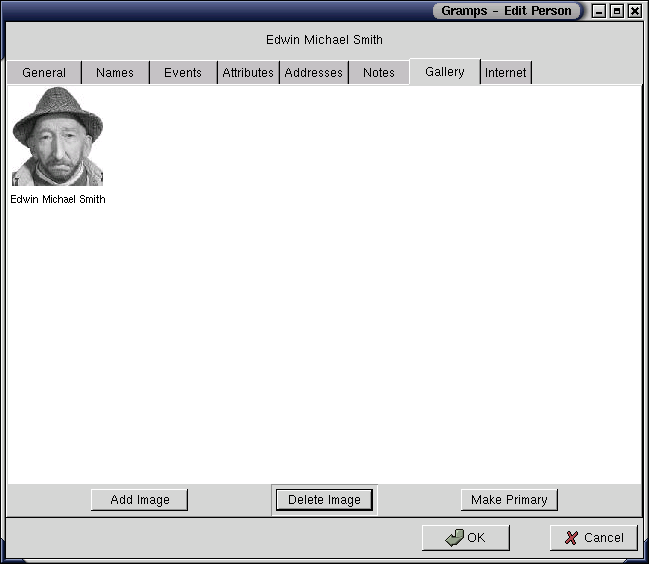 Gramps - Edit Person
Edwin Michael Smith
General Names Events Attributes Addresses Notes Gallery Internet
Edwin Michael Smith
Add Image Delete Image Make Primary
OK Cancel